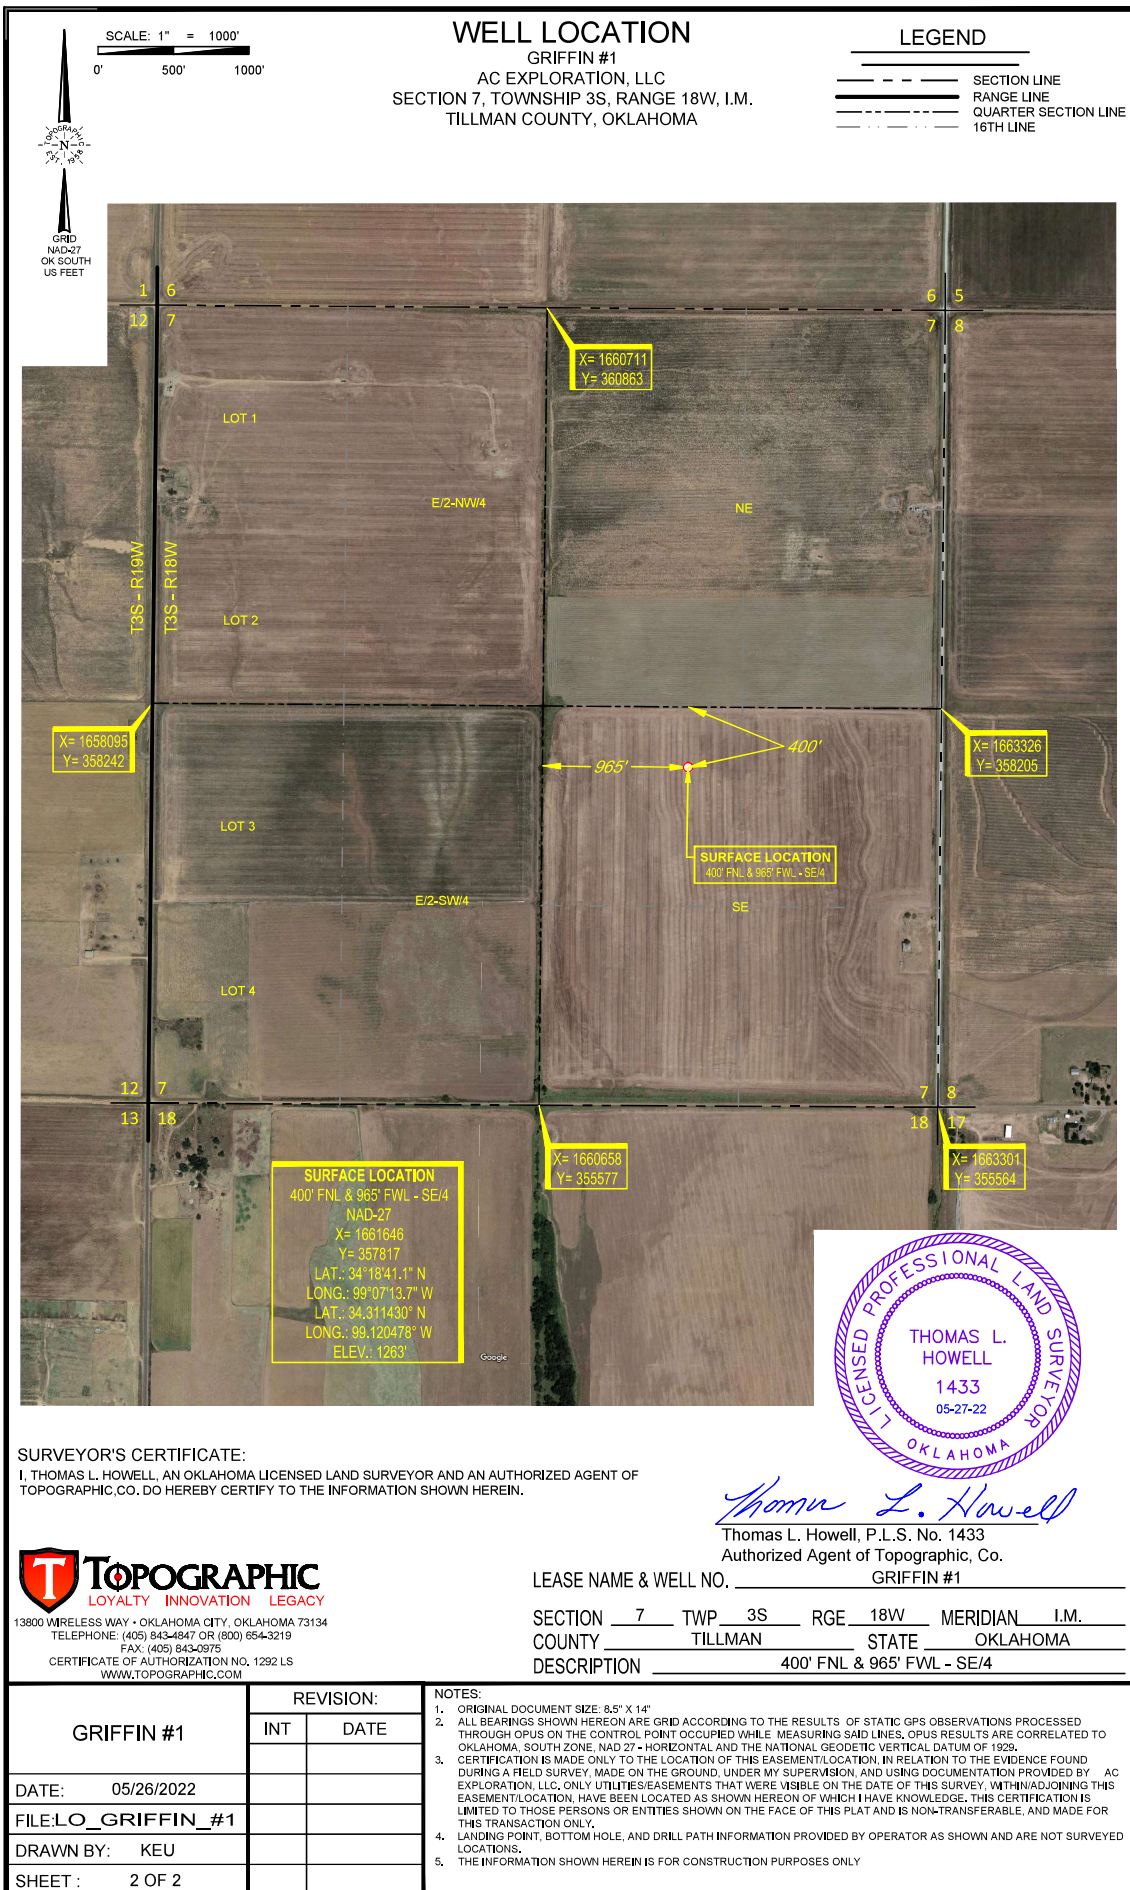 SCALE: 1" = 1000'
0' 500' 1000'
TOPOGRAPHIC
N
EST. 1958
GRID
NAD-27
OK SOUTH
US FEET
WELL LOCATION
GRIFFIN #1
AC EXPLORATION, LLC
SECTION 7, TOWNSHIP 3S, RANGE 18W, I.M.
TILLMAN COUNTY, OKLAHOMA
LEGEND
SECTION LINE
RANGE LINE
QUARTER SECTION LINE
16TH LINE
1 6
12 7
6 5
7 8
X= 1660711
Y= 360863
LOT 1
E/2-NW/4
NE
T3S - R19W
T3S - R18W
LOT 2
X= 1658095
Y= 358242
400'
965'
X= 1663326
Y= 358205
LOT 3
SURFACE LOCATION
400' FNL & 965' FWL - SE/4
E/2-SW/4
SE
LOT 4
12 7
13 18
7 8
18 17
X= 1660658
Y= 355577
X= 1663301
Y= 355564
SURFACE LOCATION
400' FNL & 965' FWL - SE/4
NAD-27
X= 1661646
Y= 357817
LAT.: 34°18'41.1" N
LONG.: 99°07'13.7" W
LAT.: 34.311430° N
LONG.: 99.120478° W
ELEV.: 1263'
Google
LICENSED PROFESSIONAL LAND SURVEYOR
THOMAS L.
HOWELL
1433
05-27-22
OKLAHOMA
SURVEYOR'S CERTIFICATE:
I, THOMAS L. HOWELL, AN OKLAHOMA LICENSED LAND SURVEYOR AND AN AUTHORIZED AGENT OF
TOPOGRAPHIC,CO. DO HEREBY CERTIFY TO THE INFORMATION SHOWN HEREIN.
Thomas L. Howell
Thomas L. Howell, P.L.S. No. 1433
Authorized Agent of Topographic, Co.
T TOPOGRAPHIC
LOYALTY INNOVATION LEGACY
13800 WIRELESS WAY • OKLAHOMA CITY, OKLAHOMA 73134
TELEPHONE: (405) 843-4847 OR (800) 654-3219
FAX: (405) 843-0975
CERTIFICATE OF AUTHORIZATION NO. 1292 LS
WWW.TOPOGRAPHIC.COM
LEASE NAME & WELL NO. GRIFFIN #1
SECTION 7 TWP 3S RGE 18W MERIDIAN I.M.
COUNTY TILLMAN STATE OKLAHOMA
DESCRIPTION 400' FNL & 965' FWL - SE/4
GRIFFIN #1
REVISION:
INT DATE
DATE: 05/26/2022
FILE:LO_GRIFFIN_#1
DRAWN BY: KEU
SHEET : 2 OF 2
NOTES:
1. ORIGINAL DOCUMENT SIZE: 8.5" X 14"
2. ALL BEARINGS SHOWN HEREON ARE GRID ACCORDING TO THE RESULTS OF STATIC GPS OBSERVATIONS PROCESSED
THROUGH OPUS ON THE CONTROL POINT OCCUPIED WHILE MEASURING SAID LINES. OPUS RESULTS ARE CORRELATED TO
OKLAHOMA, SOUTH ZONE, NAD 27 - HORIZONTAL AND THE NATIONAL GEODETIC VERTICAL DATUM OF 1929.
3. CERTIFICATION IS MADE ONLY TO THE LOCATION OF THIS EASEMENT/LOCATION, IN RELATION TO THE EVIDENCE FOUND
DURING A FIELD SURVEY, MADE ON THE GROUND, UNDER MY SUPERVISION, AND USING DOCUMENTATION PROVIDED BY AC
EXPLORATION, LLC. ONLY UTILITIES/EASEMENTS THAT WERE VISIBLE ON THE DATE OF THIS SURVEY, WITHIN/ADJOINING THIS
EASEMENT/LOCATION, HAVE BEEN LOCATED AS SHOWN HEREON OF WHICH I HAVE KNOWLEDGE. THIS CERTIFICATION IS
LIMITED TO THOSE PERSONS OR ENTITIES SHOWN ON THE FACE OF THIS PLAT AND IS NON-TRANSFERABLE, AND MADE FOR
THIS TRANSACTION ONLY.
4. LANDING POINT, BOTTOM HOLE, AND DRILL PATH INFORMATION PROVIDED BY OPERATOR AS SHOWN AND ARE NOT SURVEYED
LOCATIONS.
5. THE INFORMATION SHOWN HEREIN IS FOR CONSTRUCTION PURPOSES ONLY